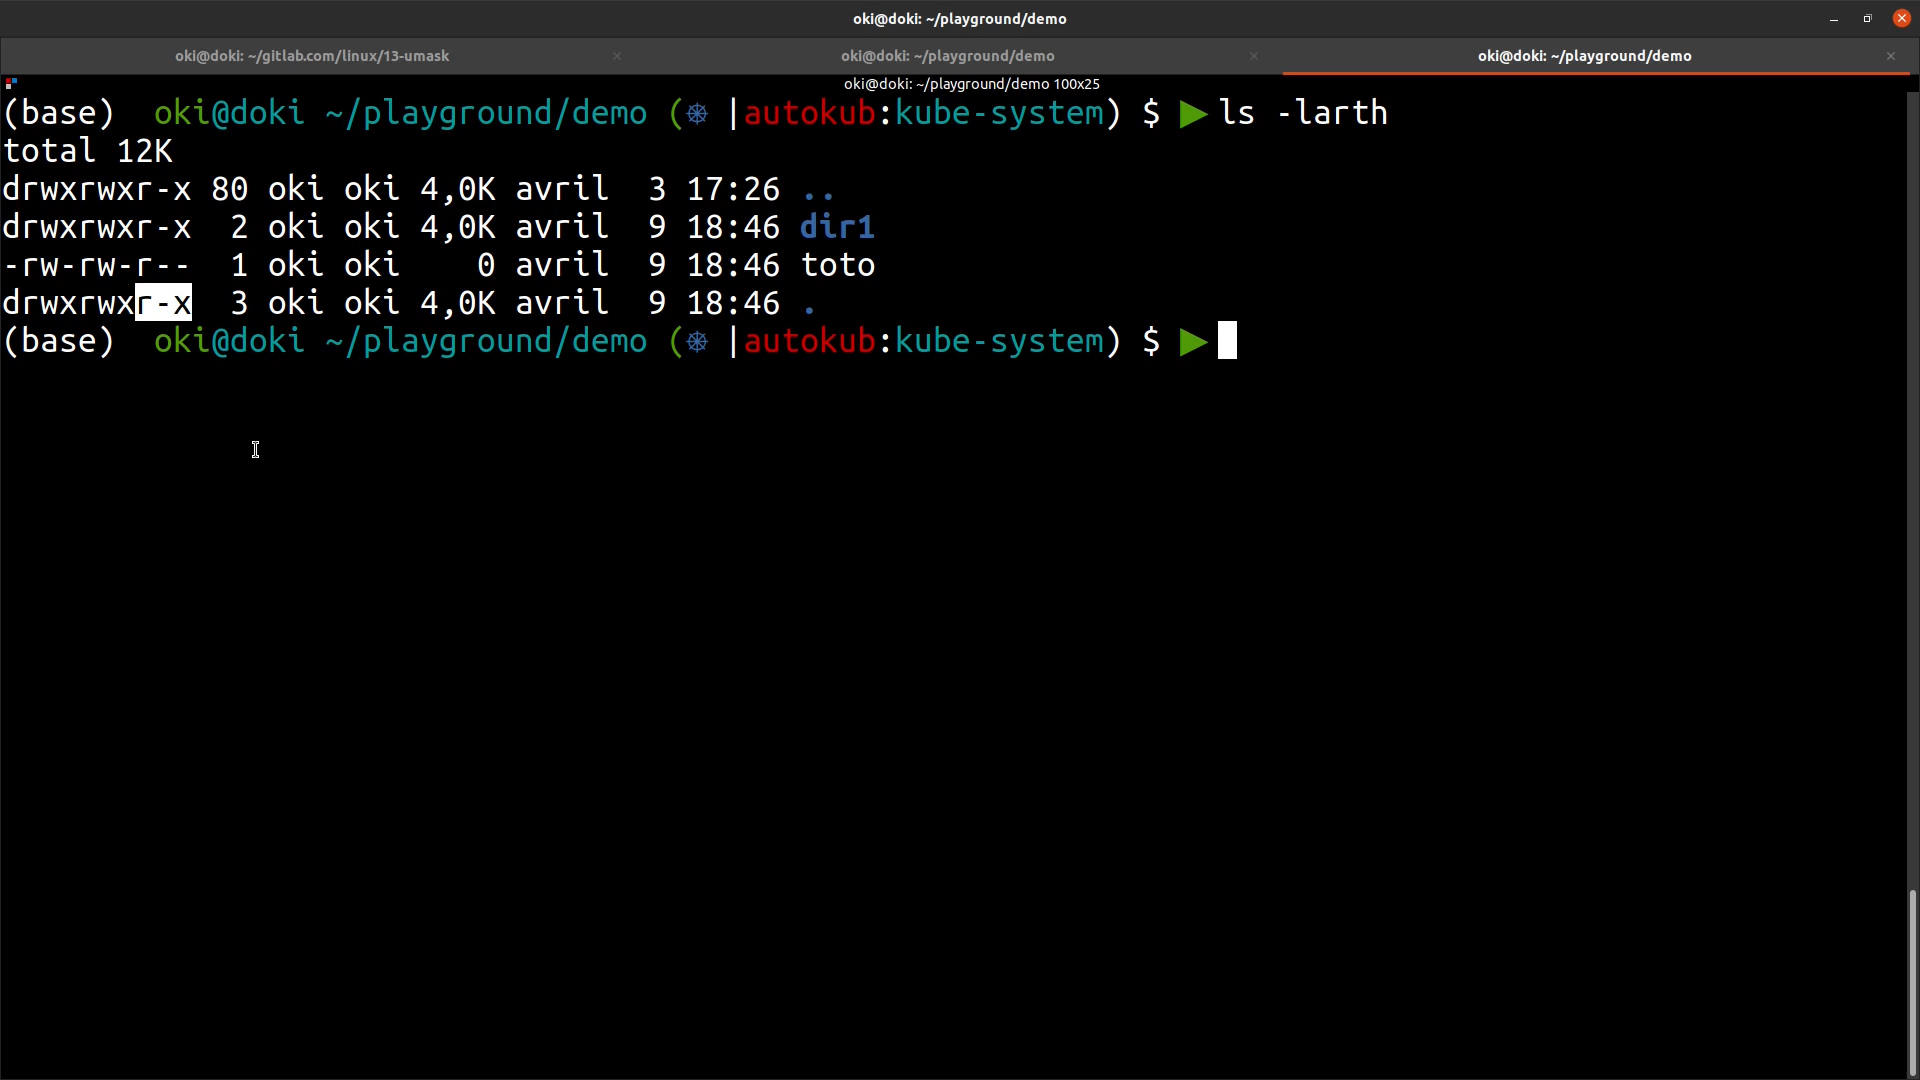 oki@doki: ~/playground/demo
oki@doki: ~/gitlab.com/linux/13-umask
oki@doki: ~/playground/demo
oki@doki: ~/playground/demo
oki@doki: ~/playground/demo 100x25
(base)  oki@doki ~/playground/demo (⎈ |autokub:kube-system) $ ▶ls -larth
total 12K
drwxrwxr-x 80 oki oki 4,0K avril  3 17:26 ..
drwxrwxr-x  2 oki oki 4,0K avril  9 18:46 dir1
-rw-rw-r--  1 oki oki    0 avril  9 18:46 toto
drwxrwxr-x  3 oki oki 4,0K avril  9 18:46 .
(base)  oki@doki ~/playground/demo (⎈ |autokub:kube-system) $ ▶